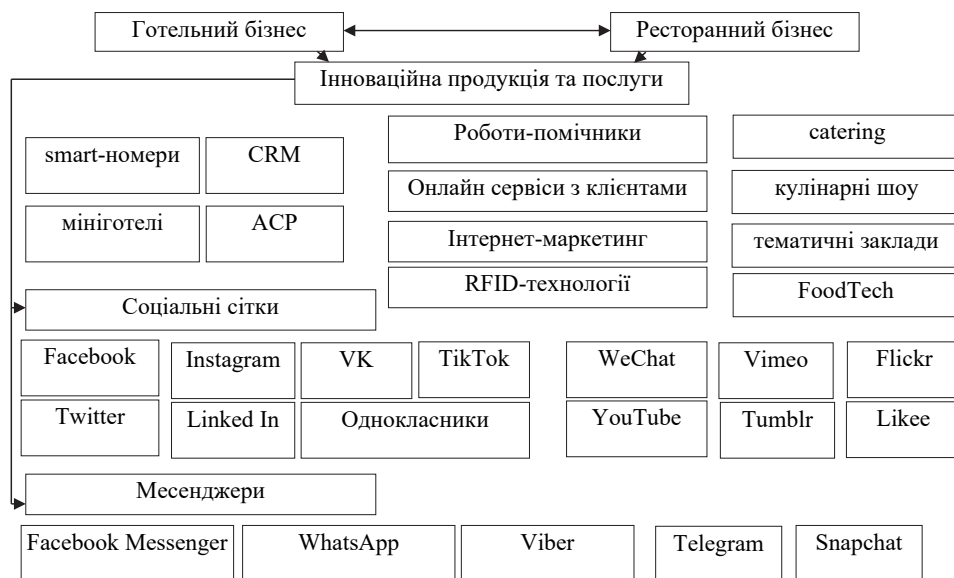 Готельний бізнес
Ресторанний бізнес
Інноваційна продукція та послуги
smart-номери
CRM
Роботи-помічники
catering
Онлайн сервіси з клієнтами
кулінарні шоу
мініготелі
АСР
Інтернет-маркетинг
тематичні заклади
RFID-технології
FoodTech
Соціальні сітки
Facebook
Instagram
VK
TikTok
WeChat
Vimeo
Flickr
Twitter
Linked In
Однокласники
YouTube
Tumblr
Likee
Месенджери
Facebook Messenger
WhatsApp
Viber
Telegram
Snapchat